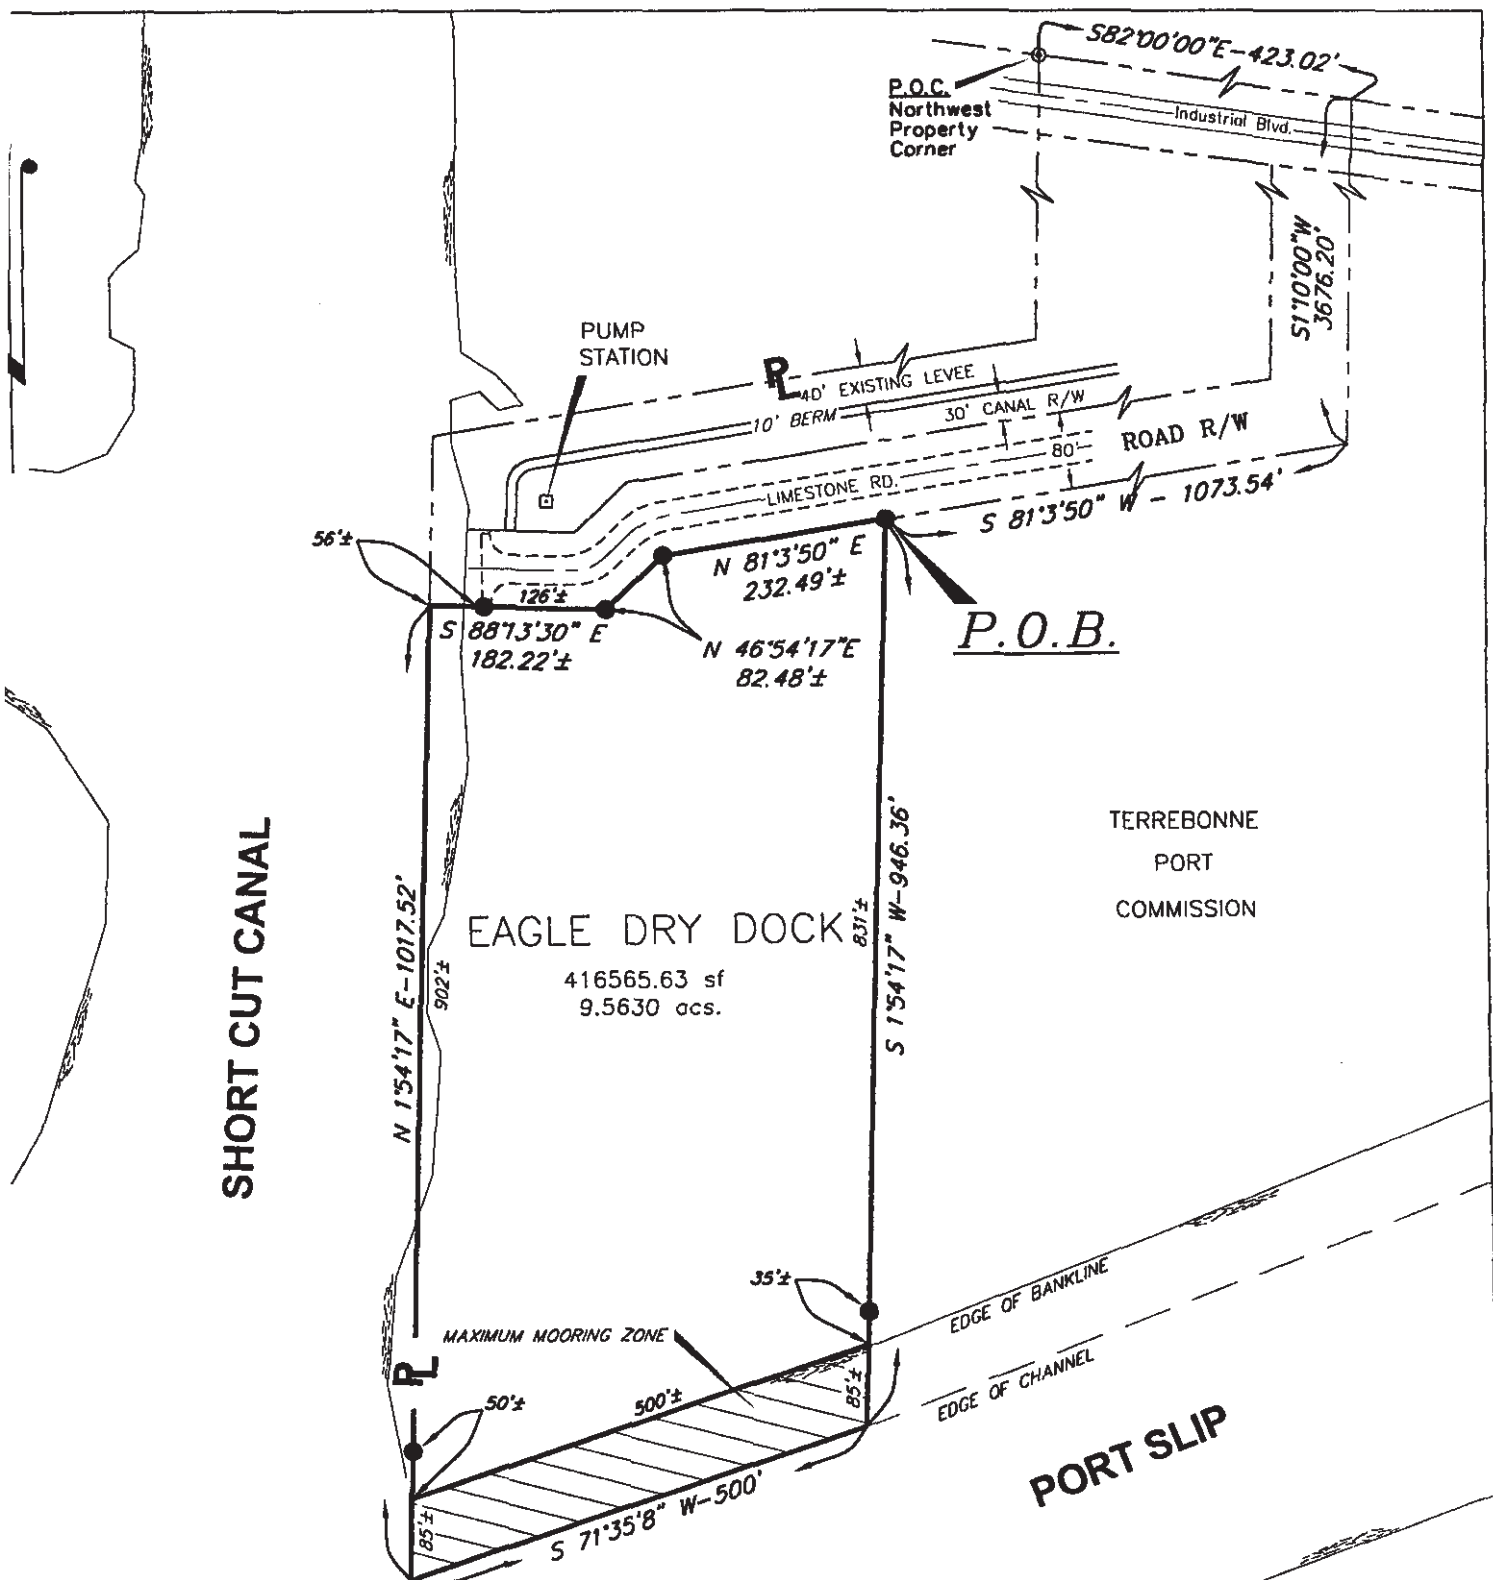 S82°00'00"E-423.02'
P.O.C.
Northwest
Property
Corner
Industrial Blvd.
S1°10'00"W
3676.20'
PUMP
STATION
PL
40' EXISTING LEVEE
10' BERM
30' CANAL R/W
80'
ROAD R/W
LIMESTONE RD.
S 81°3'50" W - 1073.54'
56'±
126'±
N 81°3'50" E
232.49'±
S 88°13'30" E
182.22'±
N 46°54'17"E
82.48'±
P.O.B.
SHORT CUT CANAL
N 1°54'17" E-1017.52'
902'±
EAGLE DRY DOCK
416565.63 sf
9.5630 acs.
831'±
S 1°54'17" W-946.36'
TERREBONNE
PORT
COMMISSION
35'±
MAXIMUM MOORING ZONE
EDGE OF BANKLINE
EDGE OF CHANNEL
PL
50'±
500'±
85'±
85'±
S 71°35'8" W-500'
PORT SLIP